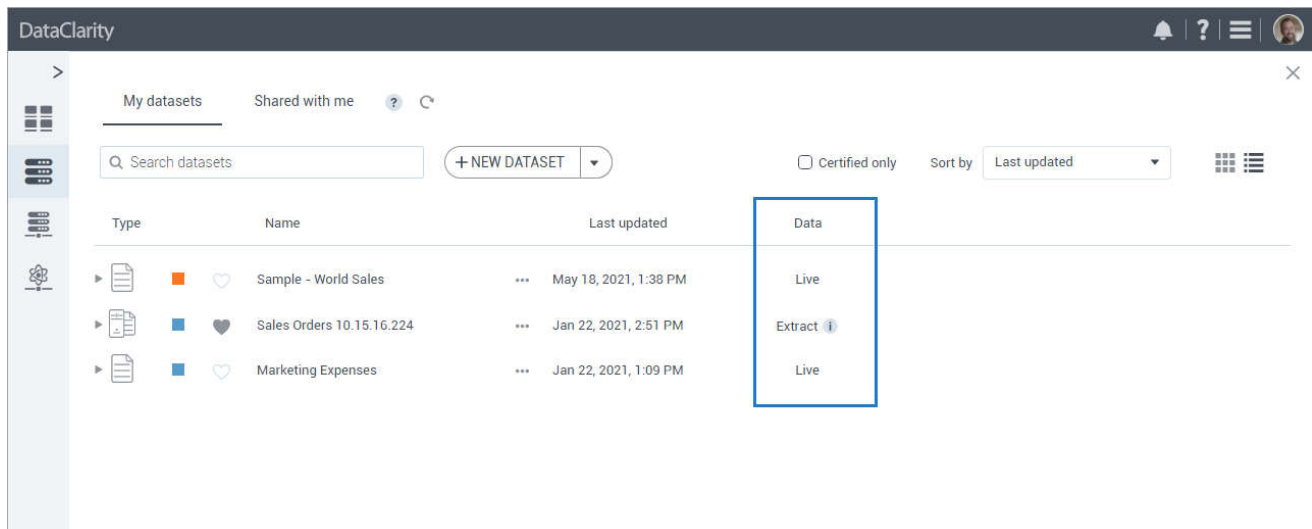 DataClarity
?
My datasets Shared with me ?
Search datasets + NEW DATASET Certified only Sort by Last updated
Type Name Last updated Data
Sample - World Sales ••• May 18, 2021, 1:38 PM Live
Sales Orders 10.15.16.224 ••• Jan 22, 2021, 2:51 PM Extract i
Marketing Expenses ••• Jan 22, 2021, 1:09 PM Live